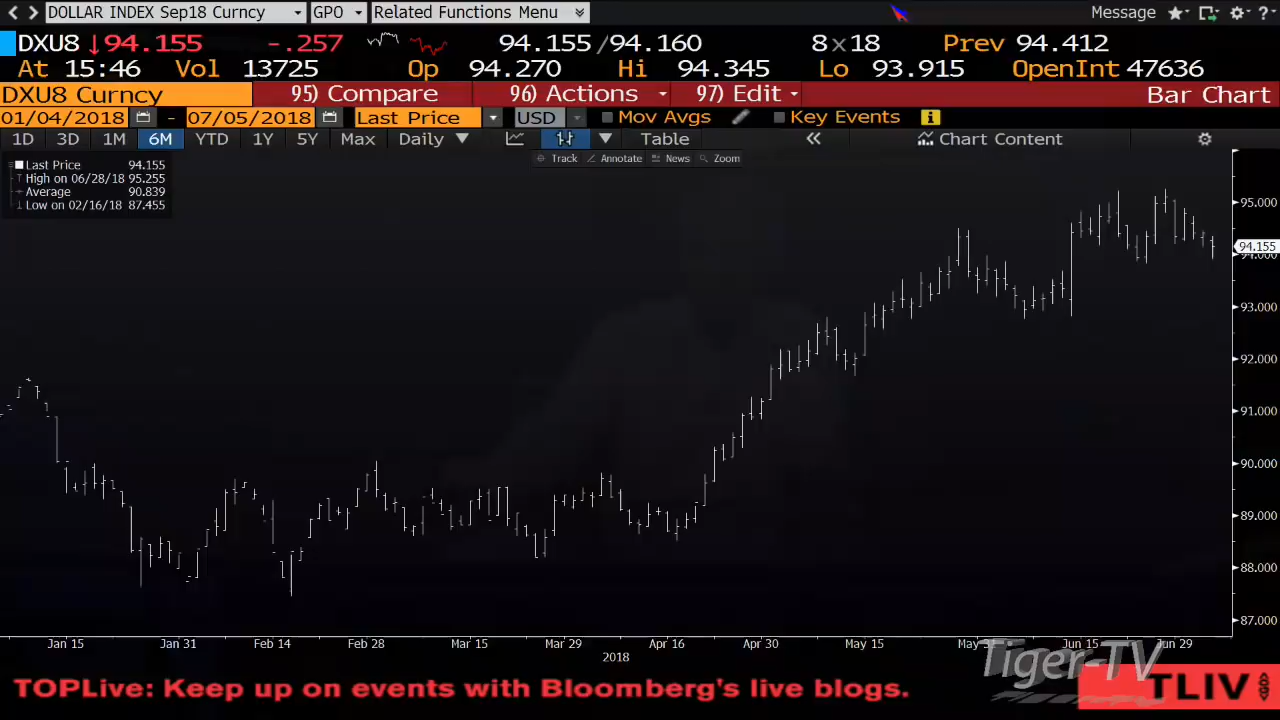 DOLLAR INDEX Sep18 Curncy GPO Related Functions Menu Message ?
DXU8 ↓94.155 -.257 94.155/94.160 8x18 Prev 94.412
At 15:46 Vol 13725 Op 94.270 Hi 94.345 Lo 93.915 OpenInt 47636
DXU8 Curncy 95) Compare 96) Actions 97) Edit Bar Chart
01/04/2018 - 07/05/2018 Last Price USD Mov Avgs Key Events
1D 3D 1M 6M YTD 1Y 5Y Max Daily Table « Chart Content
Track Annotate News Zoom
Last Price 94.155
High on 06/28/18 95.255
Average 90.839
Low on 02/16/18 87.455
95.000
94.155
94.000
93.000
92.000
91.000
90.000
89.000
88.000
87.000
Jan 15 Jan 31 Feb 14 Feb 28 Mar 15 Mar 29 Apr 16 Apr 30 May 15 Jun 15 Jun 29
2018
Tiger-TV
TOPLive: Keep up on events with Bloomberg's live blogs.
TLIV